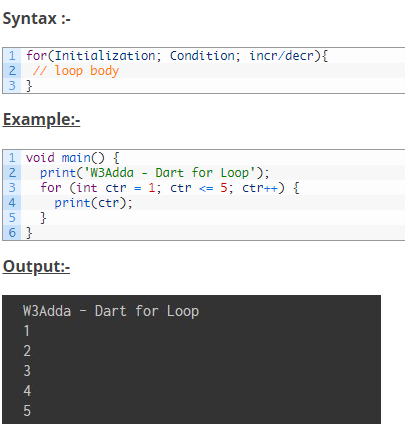 Syntax :-
1 for(Initialization; Condition; incr/decr){
2 // loop body
3 }
Example:-
1 void main() {
2 print('W3Adda - Dart for Loop');
3 for (int ctr = 1; ctr <= 5; ctr++) {
4 print(ctr);
5 }
6 }
Output:-
W3Adda - Dart for Loop
1
2
3
4
5